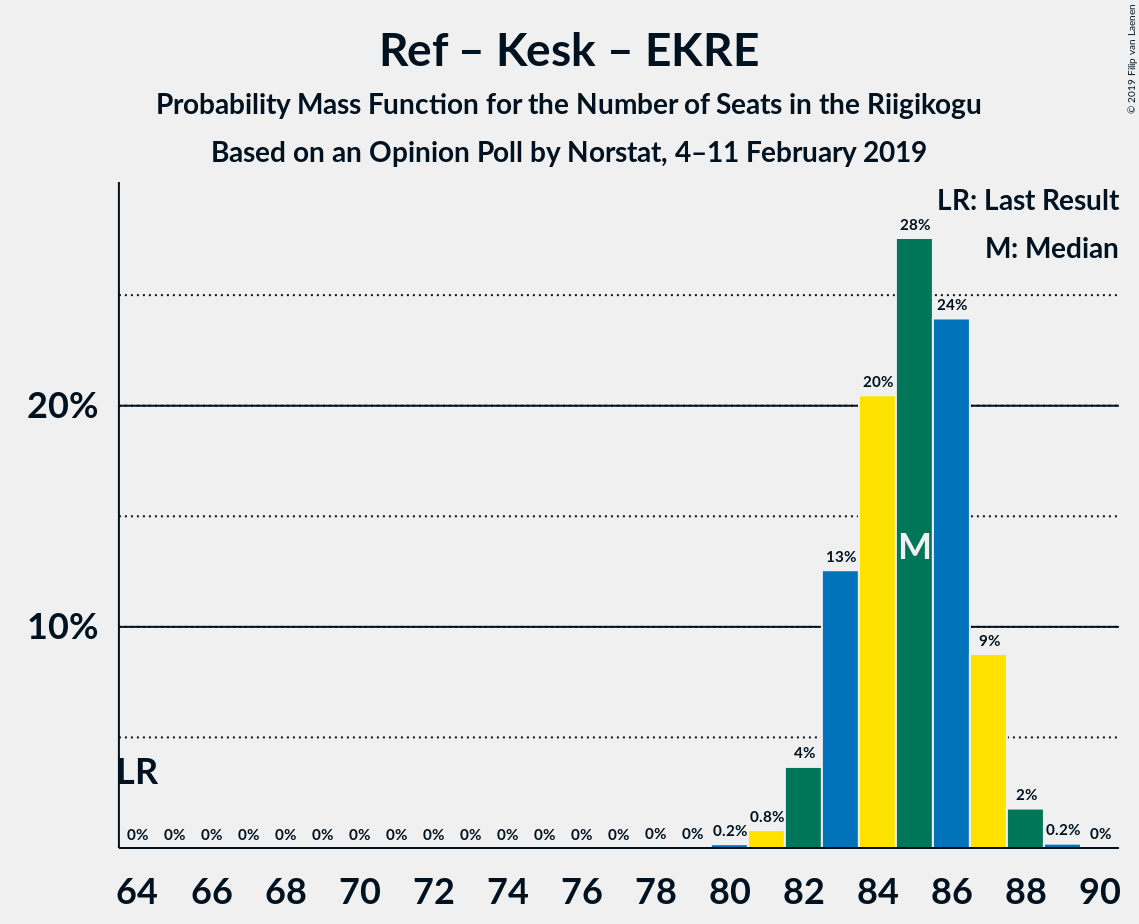 Ref – Kesk – EKRE
Probability Mass Function for the Number of Seats in the Riigikogu
Based on an Opinion Poll by Norstat, 4–11 February 2019
© 2019 Filip van Laenen
LR: Last Result
M: Median
28%
24%
20%
20%
M
13%
10%
9%
4%
LR
2%
0% 0% 0% 0% 0% 0% 0% 0% 0% 0% 0% 0% 0% 0% 0% 0% 0.2% 0.8% 0.2% 0%
64 66 68 70 72 74 76 78 80 82 84 86 88 90